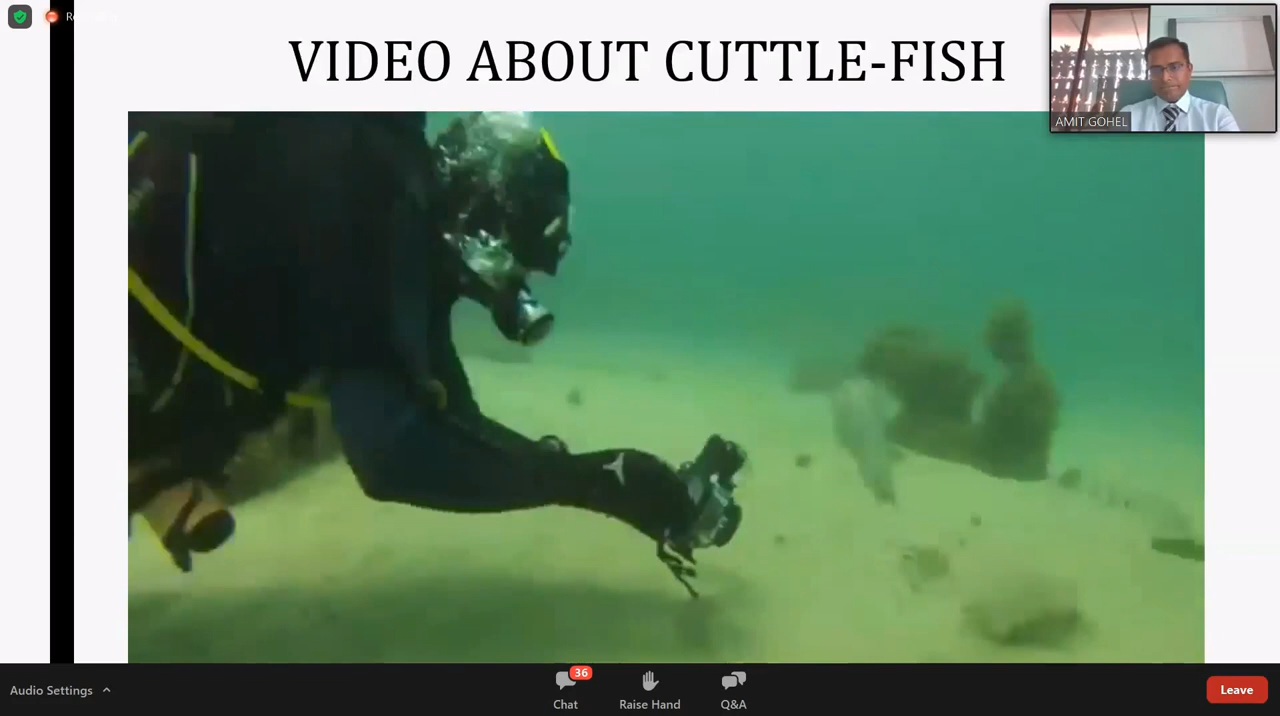 VIDEO ABOUT CUTTLE-FISH
AMIT GOHEL
Audio Settings
36
Chat
Raise Hand
Q&A
Leave